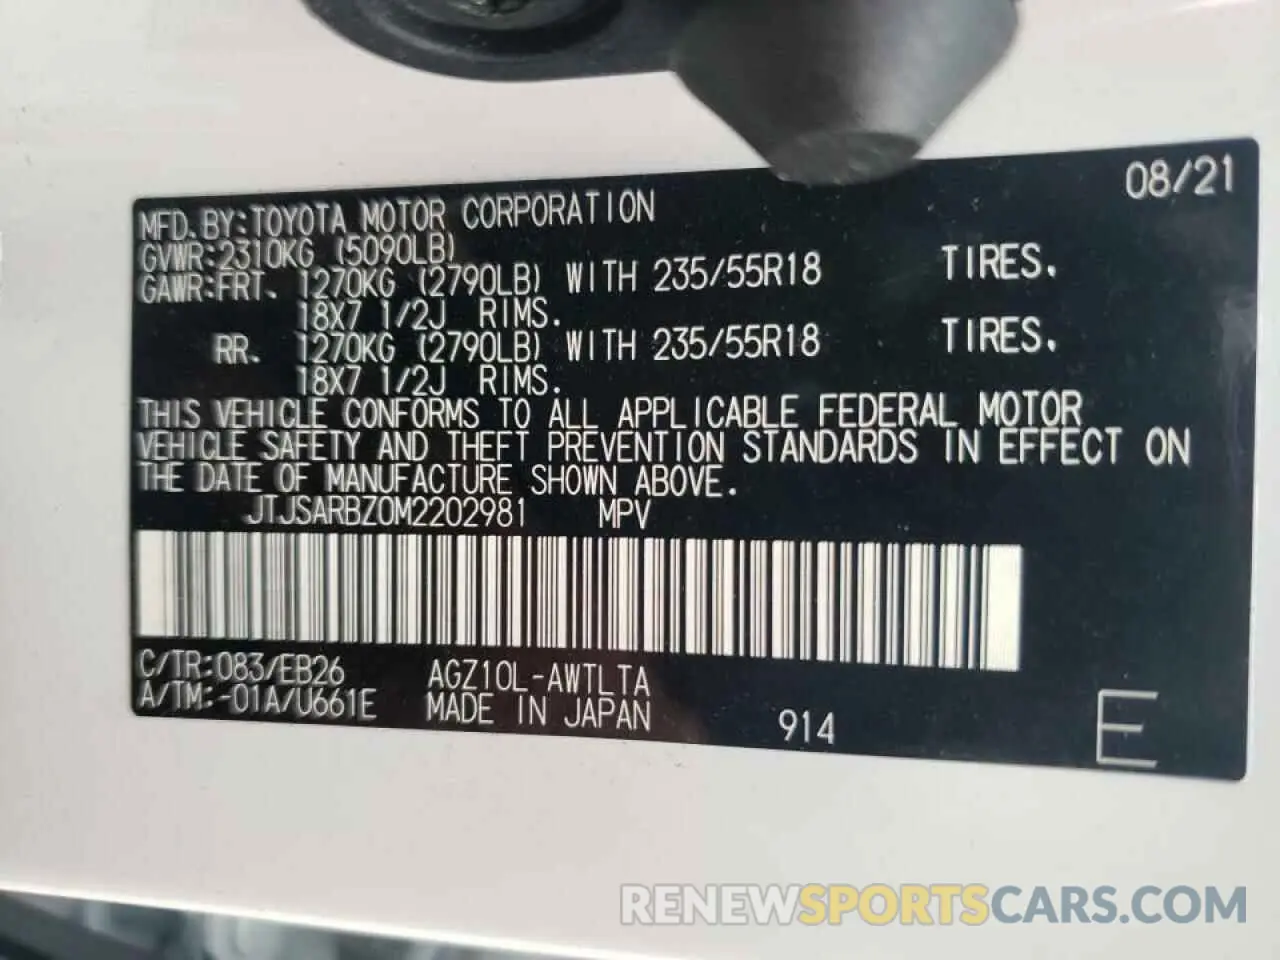 08/21
MFD.BY:TOYOTA MOTOR CORPORATION
GVWR:2310KG (5090LB)
GAWR:FRT. 1270KG (2790LB) WITH 235/55R18 TIRES.
18X7 1/2J RIMS.
RR. 1270KG (2790LB) WITH 235/55R18 TIRES.
18X7 1/2J RIMS.
THIS VEHICLE CONFORMS TO ALL APPLICABLE FEDERAL MOTOR
VEHICLE SAFETY AND THEFT PREVENTION STANDARDS IN EFFECT ON
THE DATE OF MANUFACTURE SHOWN ABOVE.
JTJSARBZ0M2202981 MPV
C/TR:083/EB26 AGZ10L-AWTLTA
A/TM:-01A/U661E MADE IN JAPAN 914 E
RENEWSPORTSCARS.COM